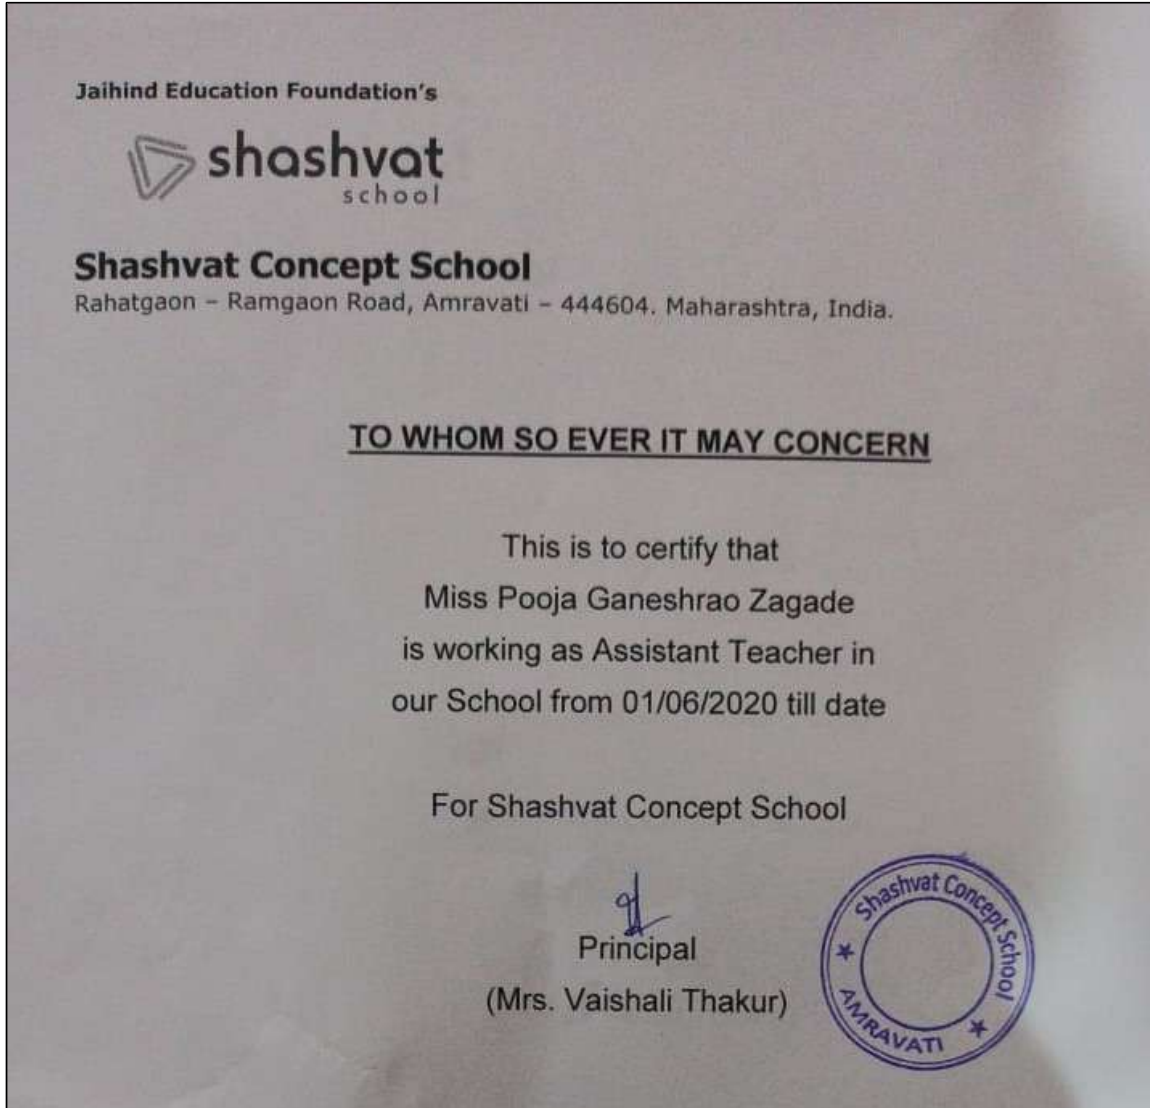 Jaihind Education Foundation's
shashvat
school
Shashvat Concept School
Rahatgaon – Ramgaon Road, Amravati – 444604. Maharashtra, India.
TO WHOM SO EVER IT MAY CONCERN
This is to certify that
Miss Pooja Ganeshrao Zagade
is working as Assistant Teacher in
our School from 01/06/2020 till date
For Shashvat Concept School
Principal
(Mrs. Vaishali Thakur)
Shashvat Concept School
★ AMRAVATI ★